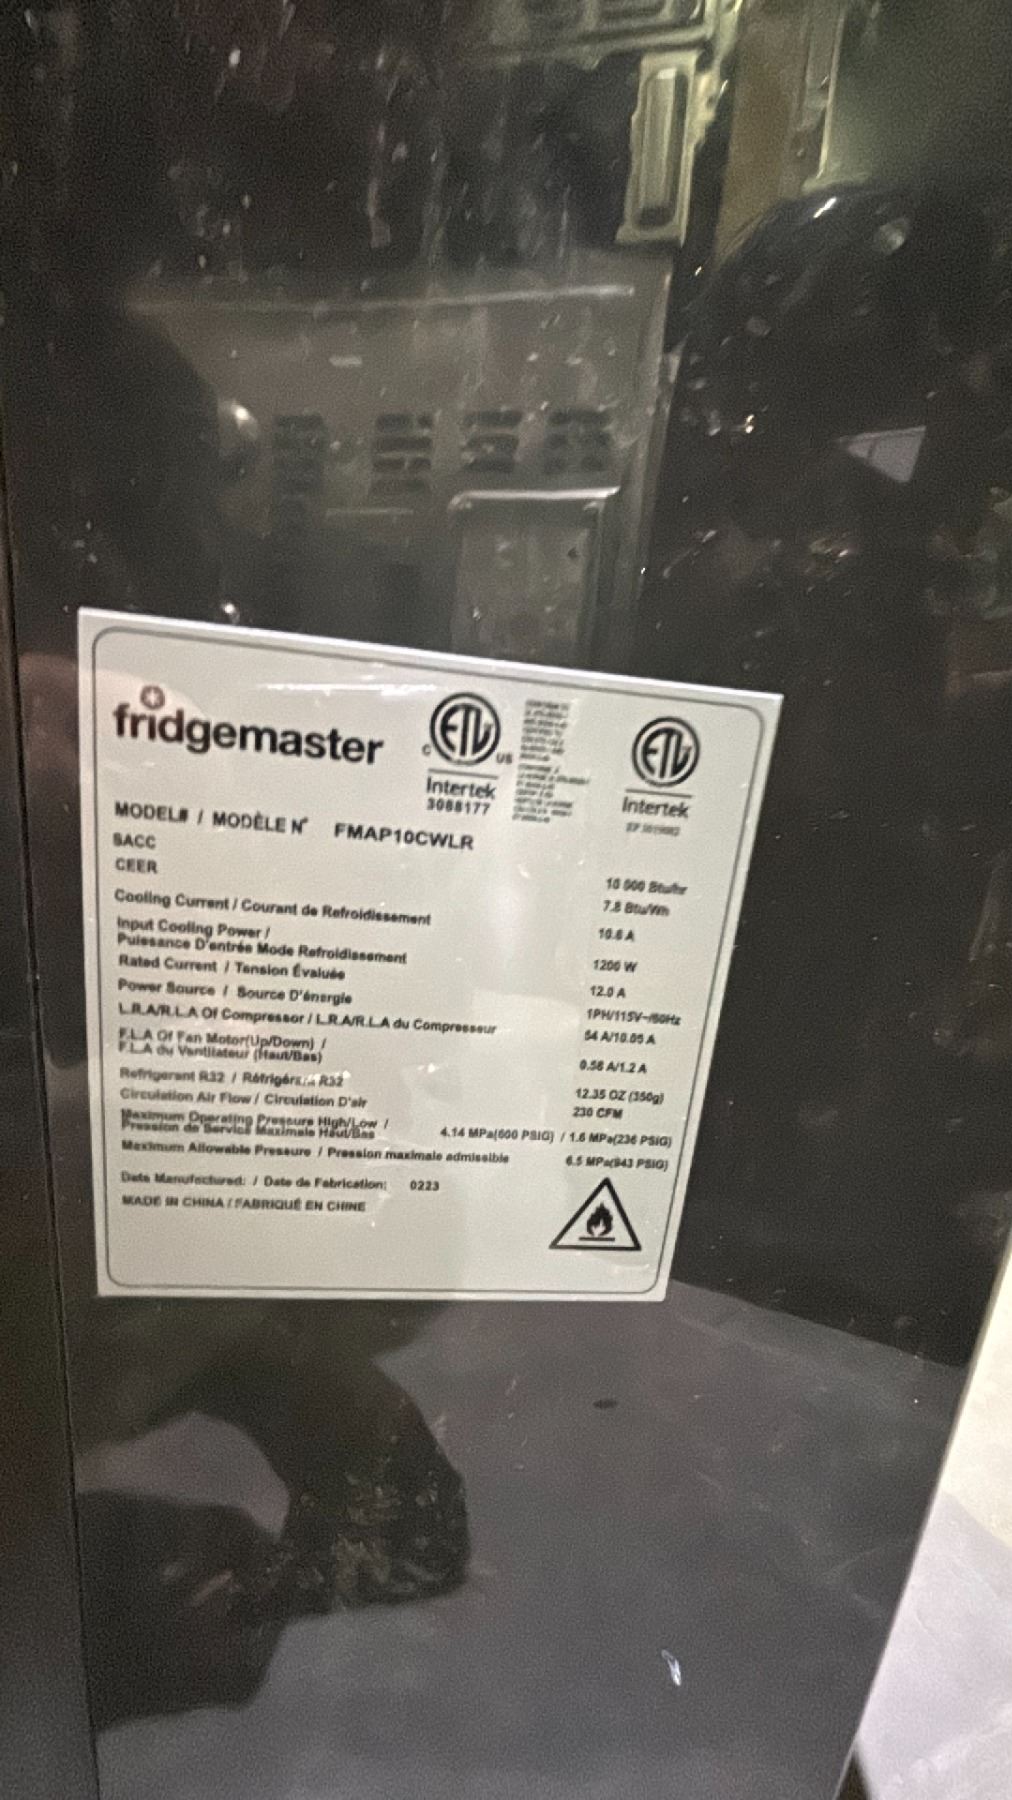 fridgemaster
ETL
C
US
Intertek
3088177
ETL
Intertek
MODEL# / MODÈLE N° FMAP10CWLR
SACC 10 000 Btu/hr
CEER 7.8 Btu/Wh
Cooling Current / Courant de Refroidissement 10.6 A
Input Cooling Power /
Puissance D'entrée Mode Refroidissement 1200 W
Rated Current / Tension Évaluée 12.0 A
Power Source / Source D'énergie 1PH/115V~/60Hz
L.R.A/R.L.A Of Compressor / L.R.A/R.L.A du Compresseur 54 A/10.05 A
F.L.A Of Fan Motor(Up/Down) /
F.L.A du Ventilateur (Haut/Bas) 0.56 A/1.2 A
Refrigerant R32 / Réfrigérant R32 12.35 OZ (350g)
Circulation Air Flow / Circulation D'air 230 CFM
Maximum Operating Pressure High/Low /
Pression de Service Maximale Haut/Bas 4.14 MPa(600 PSIG) / 1.6 MPa(236 PSIG)
Maximum Allowable Pressure / Pression maximale admissible 6.5 MPa(943 PSIG)
Date Manufactured: / Date de Fabrication: 0223
MADE IN CHINA / FABRIQUÉ EN CHINE